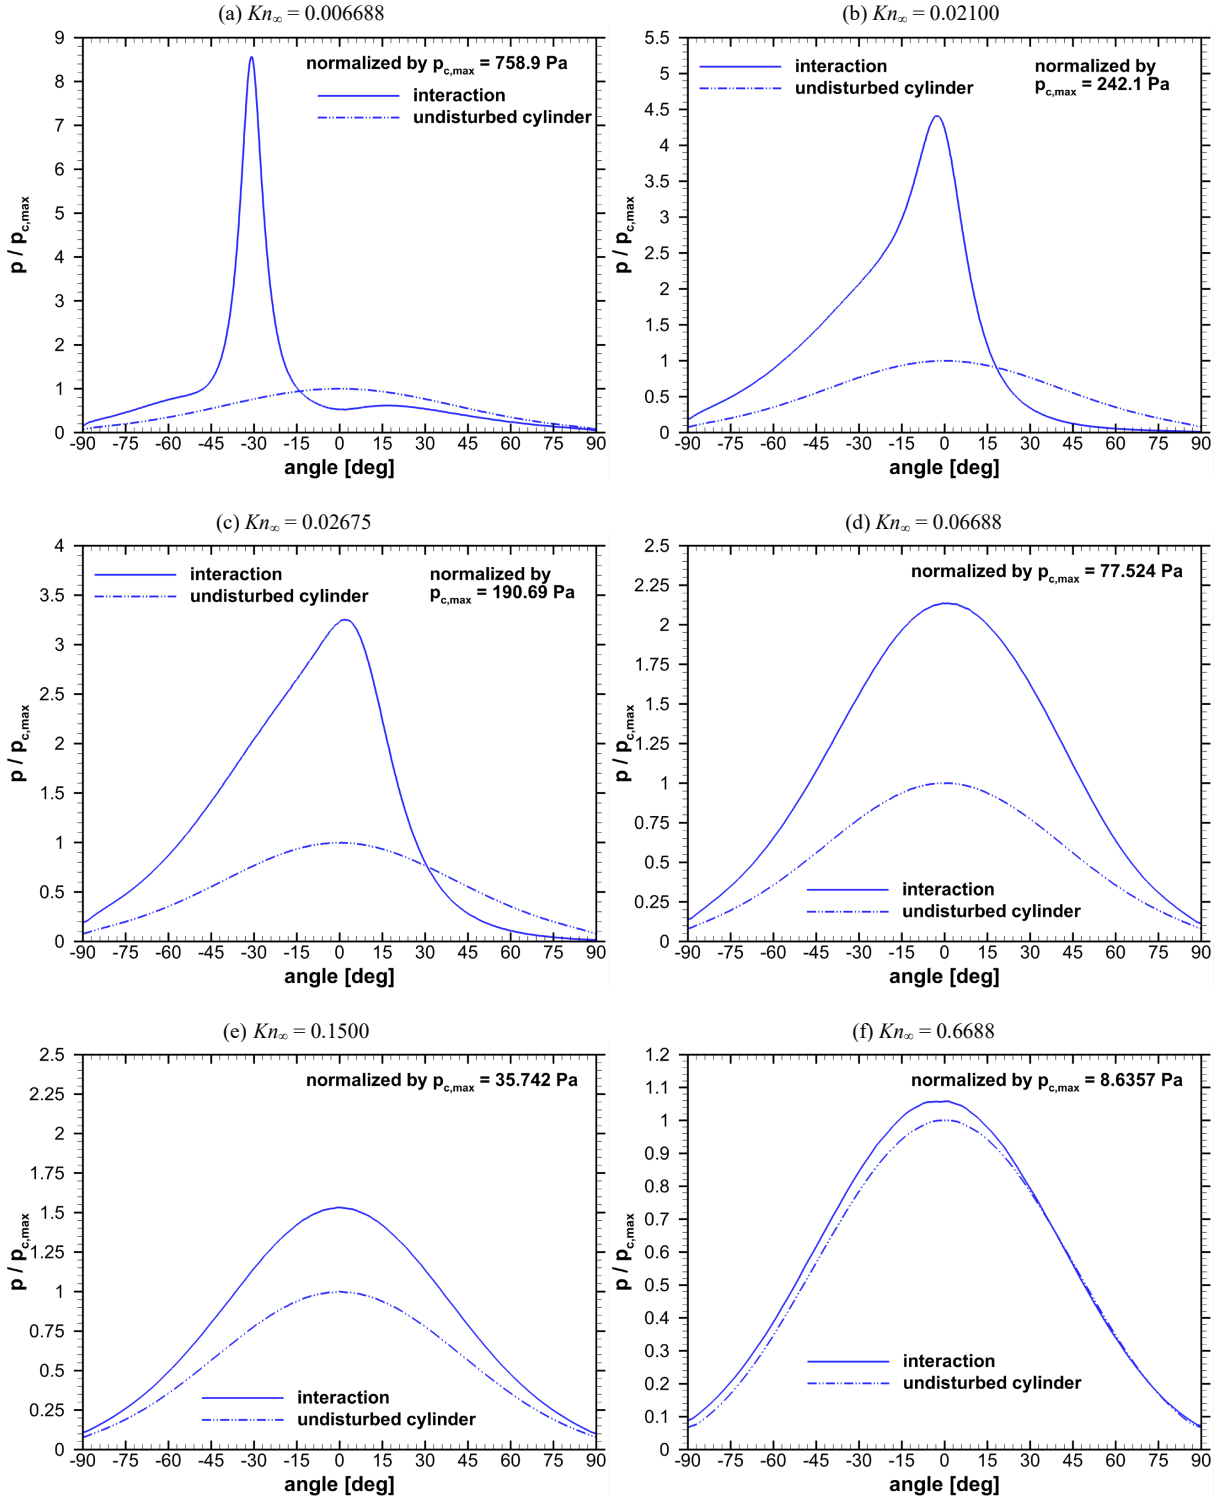 (a) Kn∞ = 0.006688
9
8
7
6
5
4
3
2
1
0
p / pc,max
normalized by pc,max = 758.9 Pa
interaction
undisturbed cylinder
-90 -75 -60 -45 -30 -15 0 15 30 45 60 75 90
angle [deg]
(b) Kn∞ = 0.02100
5.5
5
4.5
4
3.5
3
2.5
2
1.5
1
0.5
0
p / pc,max
interaction
undisturbed cylinder
normalized by
pc,max = 242.1 Pa
-90 -75 -60 -45 -30 -15 0 15 30 45 60 75 90
angle [deg]
(c) Kn∞ = 0.02675
4
3.5
3
2.5
2
1.5
1
0.5
0
p / pc,max
interaction
undisturbed cylinder
normalized by
pc,max = 190.69 Pa
-90 -75 -60 -45 -30 -15 0 15 30 45 60 75 90
angle [deg]
(d) Kn∞ = 0.06688
2.5
2.25
2
1.75
1.5
1.25
1
0.75
0.5
0.25
0
p / pc,max
normalized by pc,max = 77.524 Pa
interaction
undisturbed cylinder
-90 -75 -60 -45 -30 -15 0 15 30 45 60 75 90
angle [deg]
(e) Kn∞ = 0.1500
2.5
2.25
2
1.75
1.5
1.25
1
0.75
0.5
0.25
0
p / pc,max
normalized by pc,max = 35.742 Pa
interaction
undisturbed cylinder
-90 -75 -60 -45 -30 -15 0 15 30 45 60 75 90
angle [deg]
(f) Kn∞ = 0.6688
1.2
1.1
1
0.9
0.8
0.7
0.6
0.5
0.4
0.3
0.2
0.1
0
p / pc,max
normalized by pc,max = 8.6357 Pa
interaction
undisturbed cylinder
-90 -75 -60 -45 -30 -15 0 15 30 45 60 75 90
angle [deg]